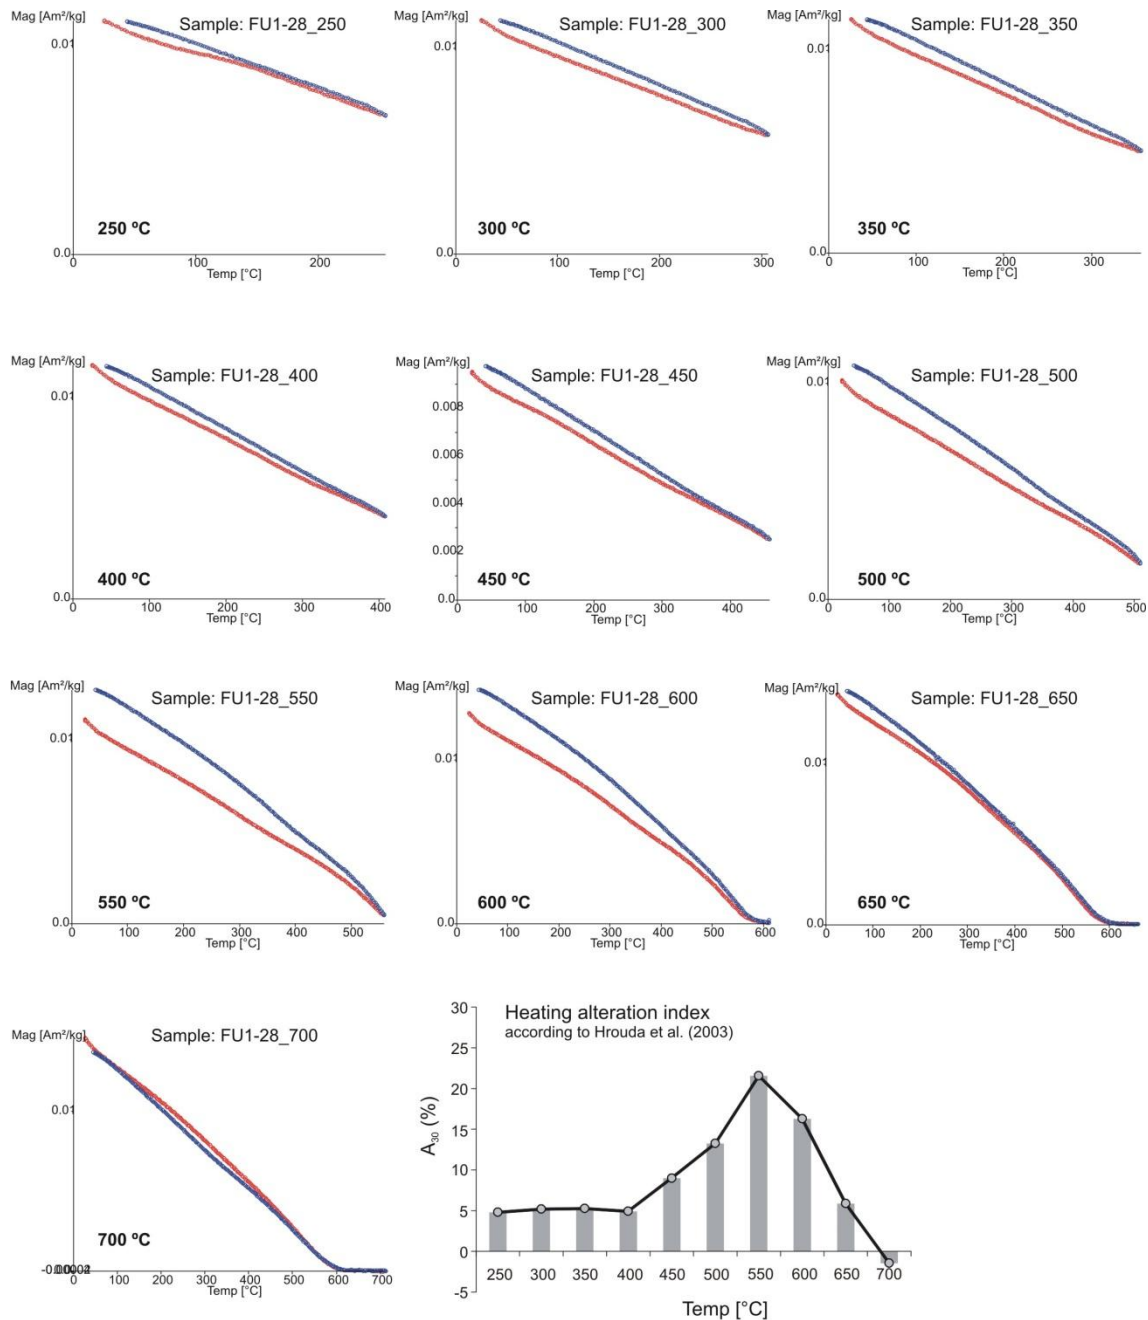 Mag [Am²/kg]
Sample: FU1-28_250
0.01
250 ºC
0.0
0 100 200
Temp [°C]
Mag [Am²/kg]
Sample: FU1-28_300
0.01
300 ºC
0.0
0 100 200 300
Temp [°C]
Mag [Am²/kg]
Sample: FU1-28_350
0.01
350 ºC
0.0
0 100 200 300
Temp [°C]
Mag [Am²/kg]
Sample: FU1-28_400
0.01
400 ºC
0.0
0 100 200 300 400
Temp [°C]
Mag [Am²/kg]
Sample: FU1-28_450
0.008
0.006
0.004
0.002
450 ºC
0.0
0 100 200 300 400
Temp [°C]
Mag [Am²/kg]
Sample: FU1-28_500
0.01
500 ºC
0.0
0 100 200 300 400 500
Temp [°C]
Mag [Am²/kg]
Sample: FU1-28_550
0.01
550 ºC
0.0
0 100 200 300 400 500
Temp [°C]
Mag [Am²/kg]
Sample: FU1-28_600
0.01
600 ºC
0.0
0 100 200 300 400 500 600
Temp [°C]
Mag [Am²/kg]
Sample: FU1-28_650
0.01
650 ºC
0.0
0 100 200 300 400 500 600
Temp [°C]
Mag [Am²/kg]
Sample: FU1-28_700
0.01
700 ºC
0 100 200 300 400 500 600 700
Temp [°C]
Heating alteration index
according to Hrouda et al. (2003)
A₃₀ (%)
30
25
20
15
10
5
0
-5
250 300 350 400 450 500 550 600 650 700
Temp [°C]